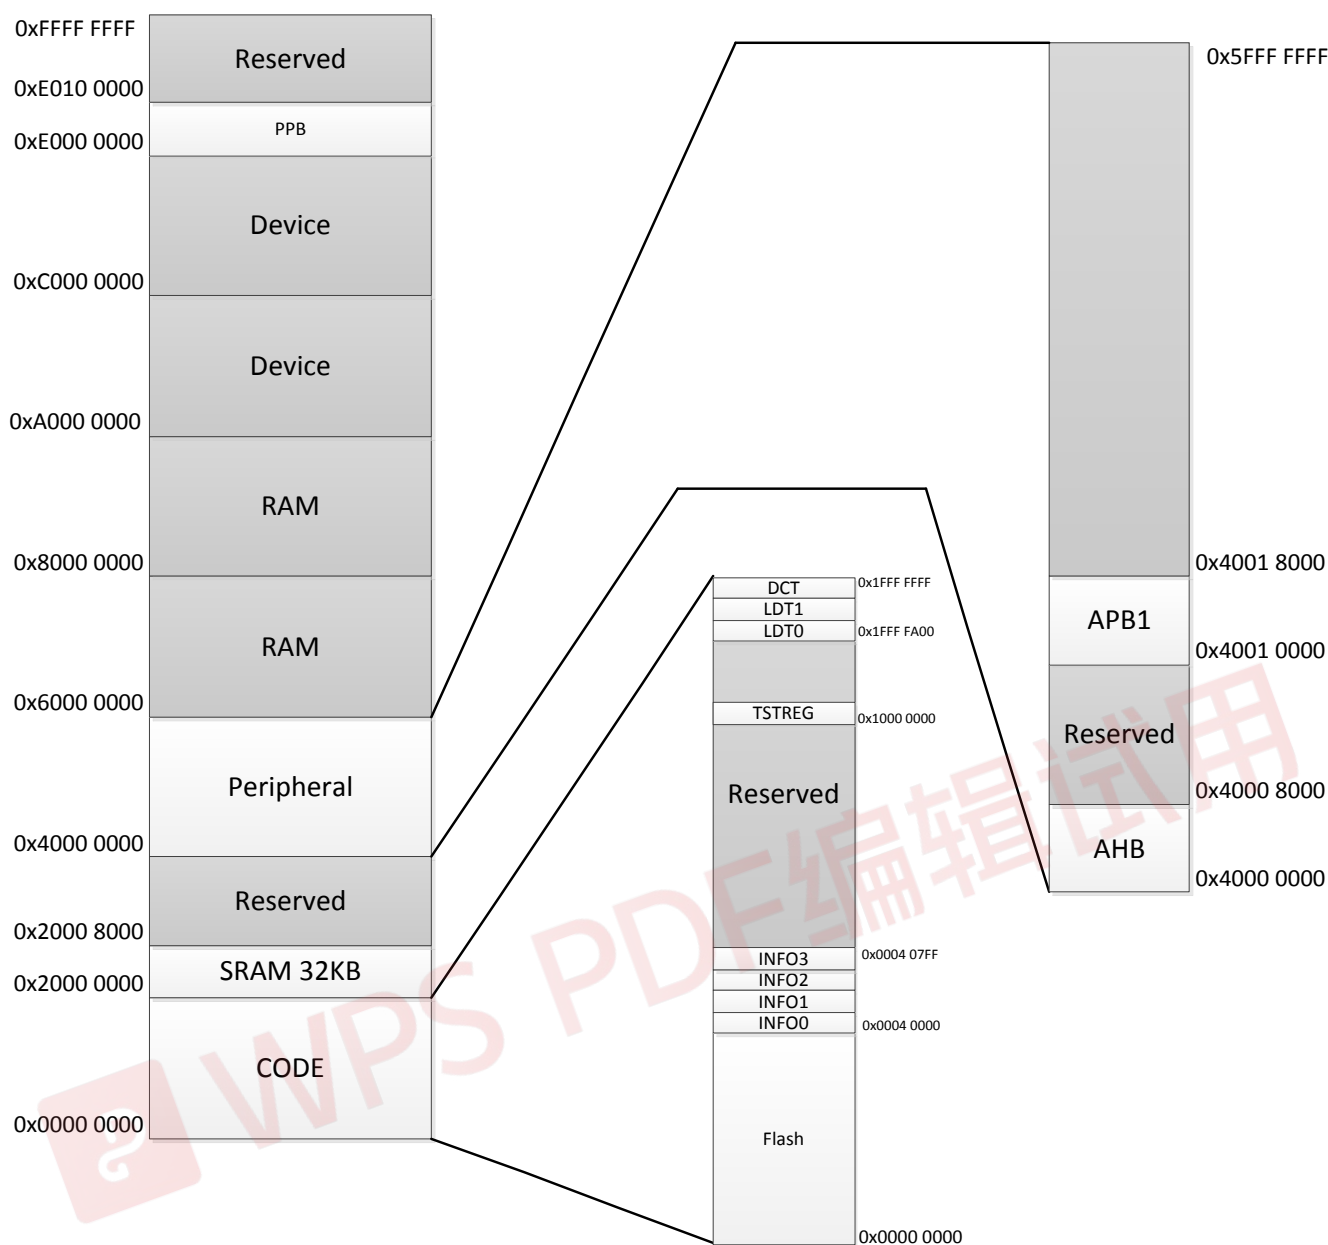 0xFFFF FFFF
Reserved
0xE010 0000
PPB
0xE000 0000
Device
0xC000 0000
Device
0xA000 0000
RAM
0x8000 0000
RAM
0x6000 0000
Peripheral
0x4000 0000
Reserved
0x2000 8000
SRAM 32KB
0x2000 0000
CODE
0x0000 0000
DCT
0x1FFF FFFF
LDT1
LDT0
0x1FFF FA00
TSTREG
0x1000 0000
Reserved
INFO3
0x0004 07FF
INFO2
INFO1
INFO0
0x0004 0000
Flash
0x0000 0000
0x5FFF FFFF
0x4001 8000
APB1
0x4001 0000
Reserved
0x4000 8000
AHB
0x4000 0000
WPS PDF编辑试用